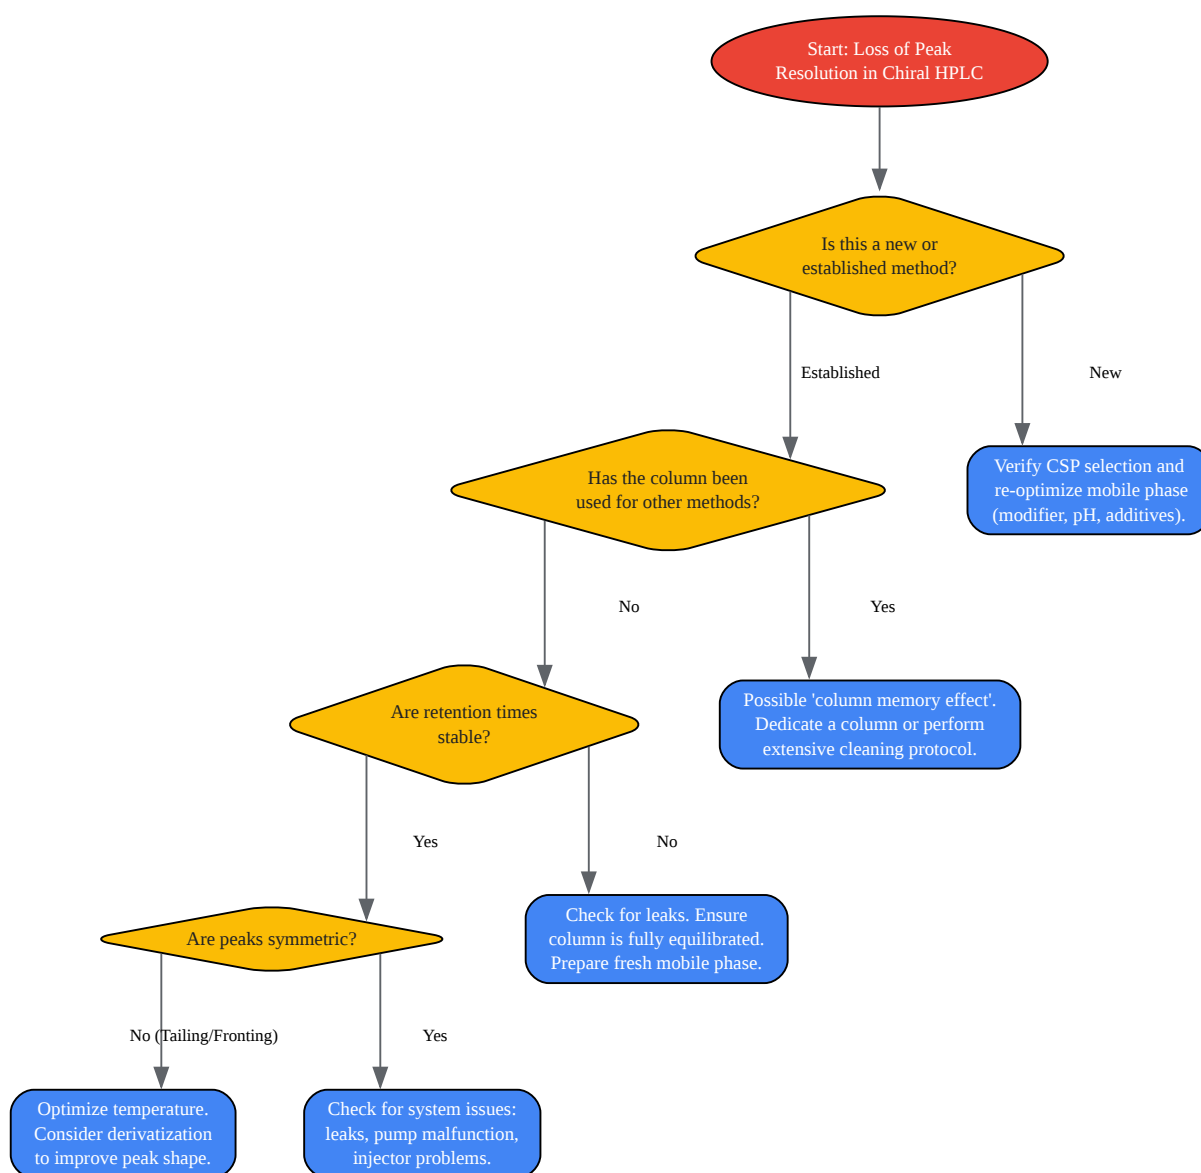 Start: Loss of Peak
Resolution in Chiral HPLC
Is this a new or
established method?
Established
New
Has the column been
used for other methods?
Verify CSP selection and
re-optimize mobile phase
(modifier, pH, additives).
No
Yes
Are retention times
stable?
Possible 'column memory effect'.
Dedicate a column or perform
extensive cleaning protocol.
Yes
No
Are peaks symmetric?
Check for leaks. Ensure
column is fully equilibrated.
Prepare fresh mobile phase.
No (Tailing/Fronting)
Yes
Optimize temperature.
Consider derivatization
to improve peak shape.
Check for system issues:
leaks, pump malfunction,
injector problems.